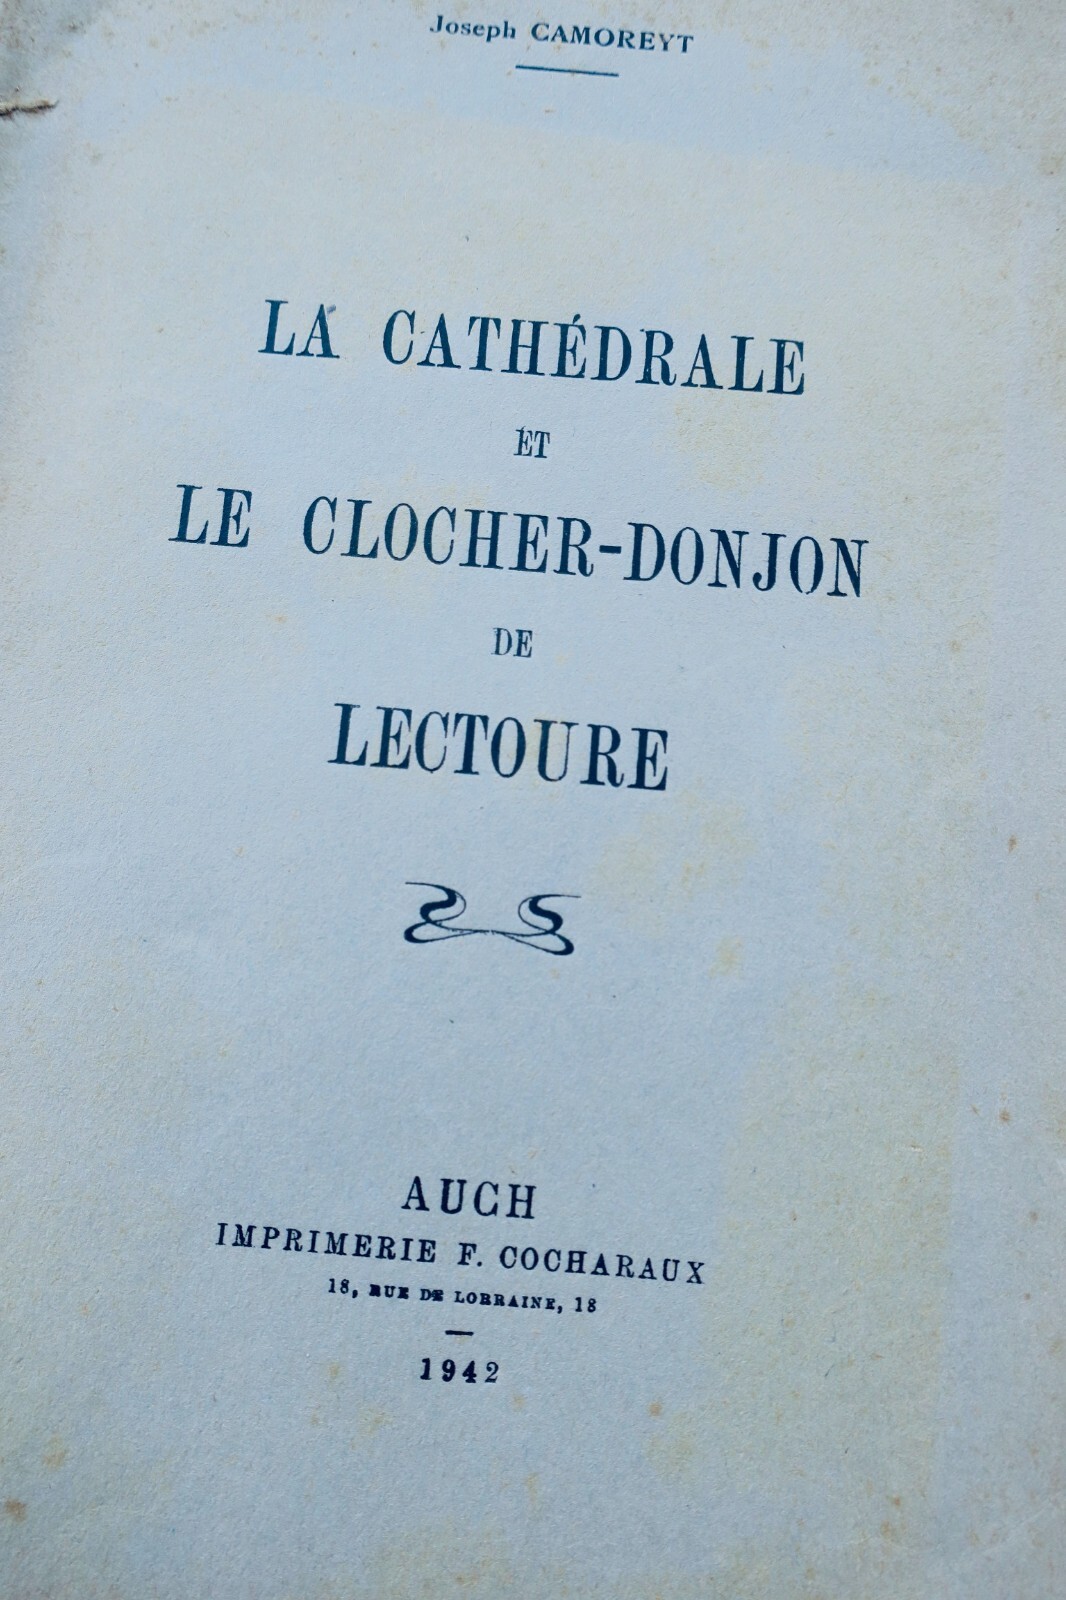 Joseph CAMOREYT
LA CATHÉDRALE
ET
LE CLOCHER-DONJON
DE
LECTOURE
AUCH
IMPRIMERIE F. COCHARAUX
18, RUE DE LORRAINE, 18
1942